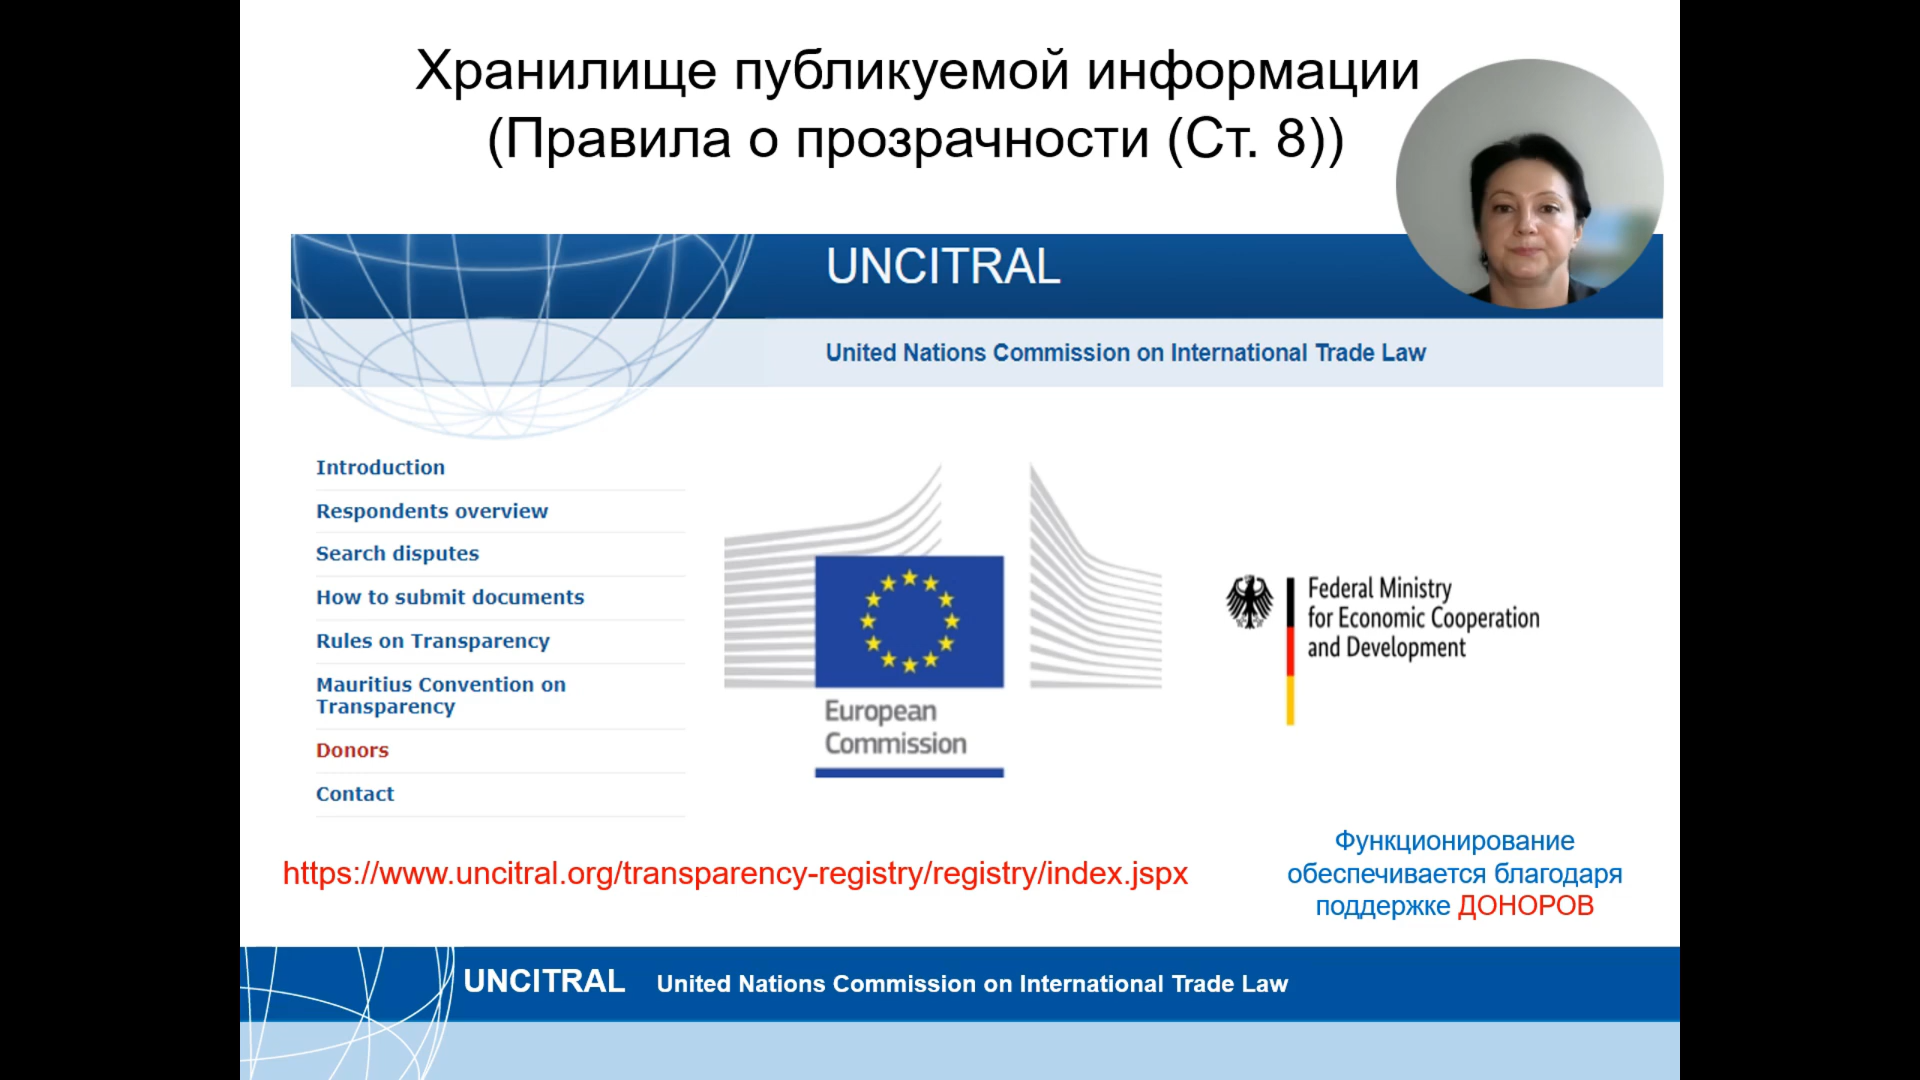 Хранилище публикуемой информации
(Правила о прозрачности (Ст. 8))
UNCITRAL
United Nations Commission on International Trade Law
Introduction
Respondents overview
Search disputes
How to submit documents
Rules on Transparency
Mauritius Convention on
Transparency
Donors
Contact
European
Commission
Federal Ministry
for Economic Cooperation
and Development
https://www.uncitral.org/transparency-registry/registry/index.jspx
Функционирование
обеспечивается благодаря
поддержке ДОНОРОВ
UNCITRAL United Nations Commission on International Trade Law